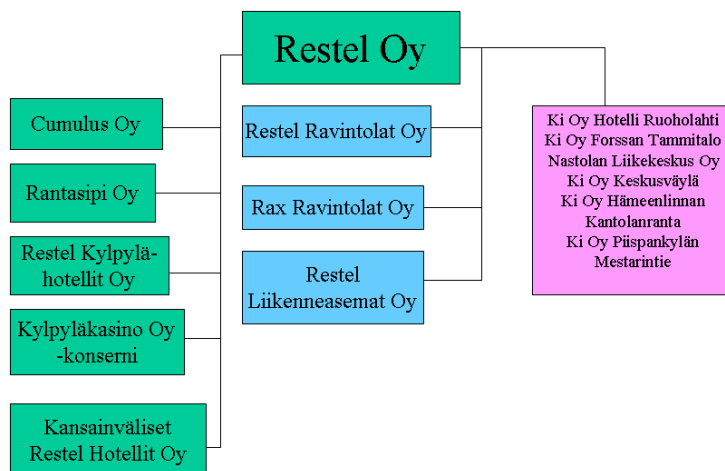 Restel Oy
Cumulus Oy
Rantasipi Oy
Restel Kylpylä-
hotellit Oy
Kylpyläkasino Oy
-konserni
Kansainväliset
Restel Hotellit Oy
Restel Ravintolat Oy
Rax Ravintolat Oy
Restel
Liikenneasemat Oy
Ki Oy Hotelli Ruoholahti
Ki Oy Forssan Tammitalo
Nastolan Liikekeskus Oy
Ki Oy Keskusväylä
Ki Oy Hämeenlinnan
Kantolanranta
Ki Oy Piispankylän
Mestarintie